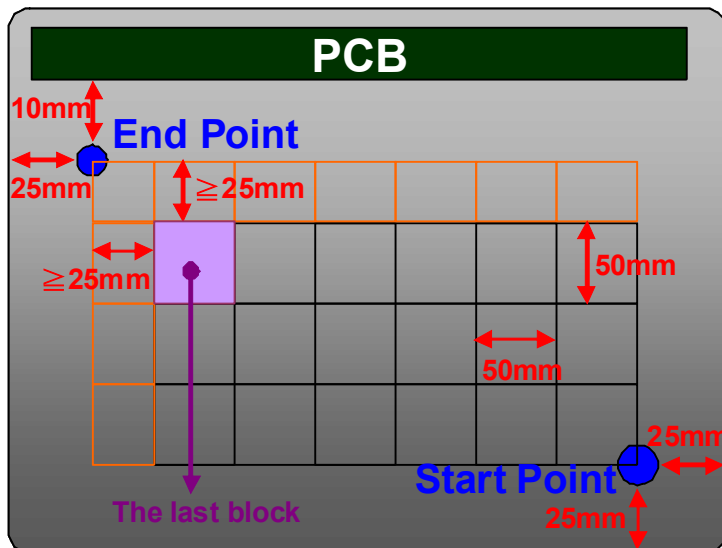 PCB
10mm
End Point
25mm
≧25mm
≧25mm
50mm
50mm
25mm
Start Point
The last block
25mm